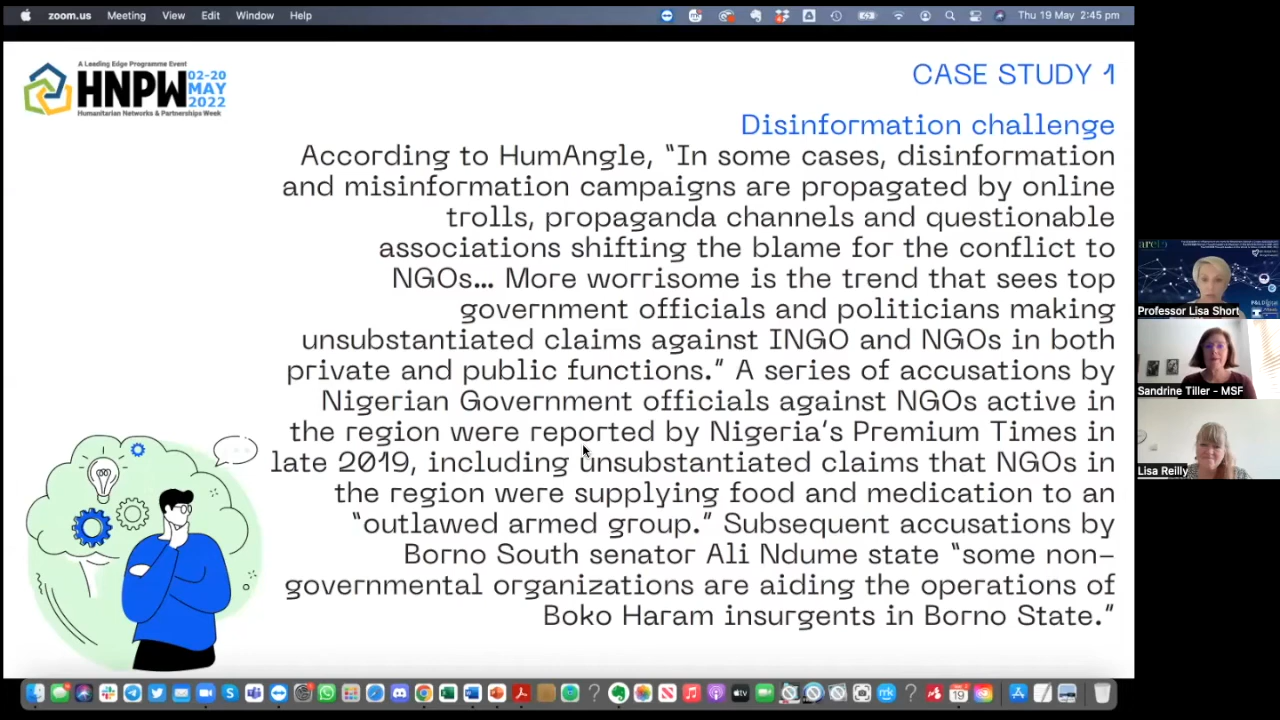 zoom.us Meeting View Edit Window Help Thu 19 May 2:45 pm
A Leading Edge Programme Event
HNPW 02-20 MAY 2022
Humanitarian Networks & Partnerships Week
CASE STUDY 1
Disinformation challenge
According to HumAngle, "In some cases, disinformation
and misinformation campaigns are propagated by online
trolls, propaganda channels and questionable
associations shifting the blame for the conflict to
NGOs... More worrisome is the trend that sees top
government officials and politicians making
unsubstantiated claims against INGO and NGOs in both
private and public functions." A series of accusations by
Nigerian Government officials against NGOs active in
the region were reported by Nigeria's Premium Times in
late 2019, including unsubstantiated claims that NGOs in
the region were supplying food and medication to an
"outlawed armed group." Subsequent accusations by
Borno South senator Ali Ndume state "some non-
governmental organizations are aiding the operations of
Boko Haram insurgents in Borno State."
Professor Lisa Short
Sandrine Tiller - MSF
Lisa Reilly